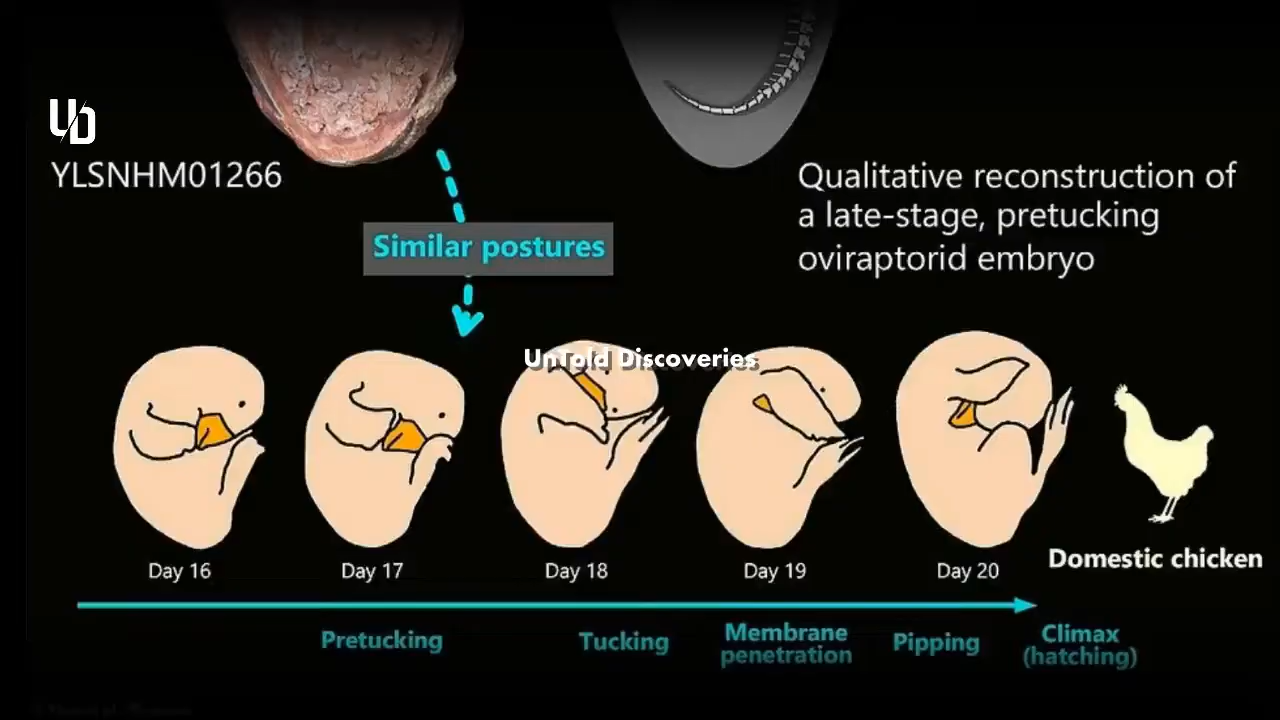 UD
YLSNHM01266
Qualitative reconstruction of
a late-stage, pretucking
oviraptorid embryo
Similar postures
UnTold Discoveries
Day 16
Day 17
Day 18
Day 19
Day 20
Domestic chicken
Pretucking
Tucking
Membrane
penetration
Pipping
Climax
(hatching)